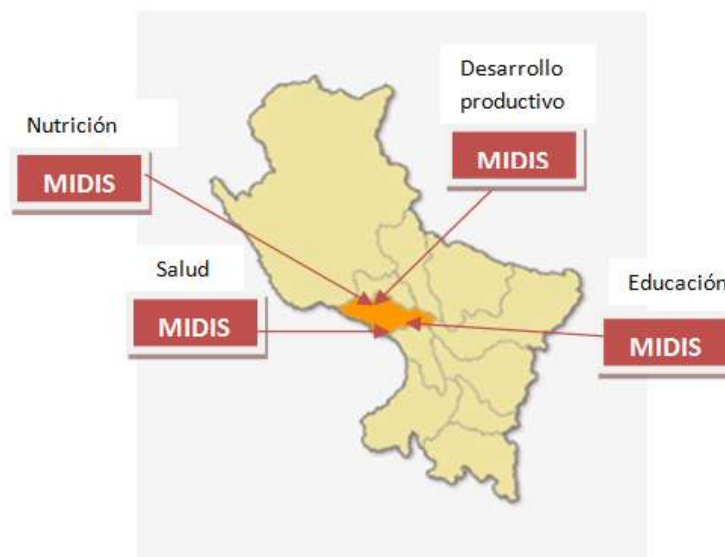 Desarrollo
productivo
MIDIS
Nutrición
MIDIS
Salud
MIDIS
Educación
MIDIS